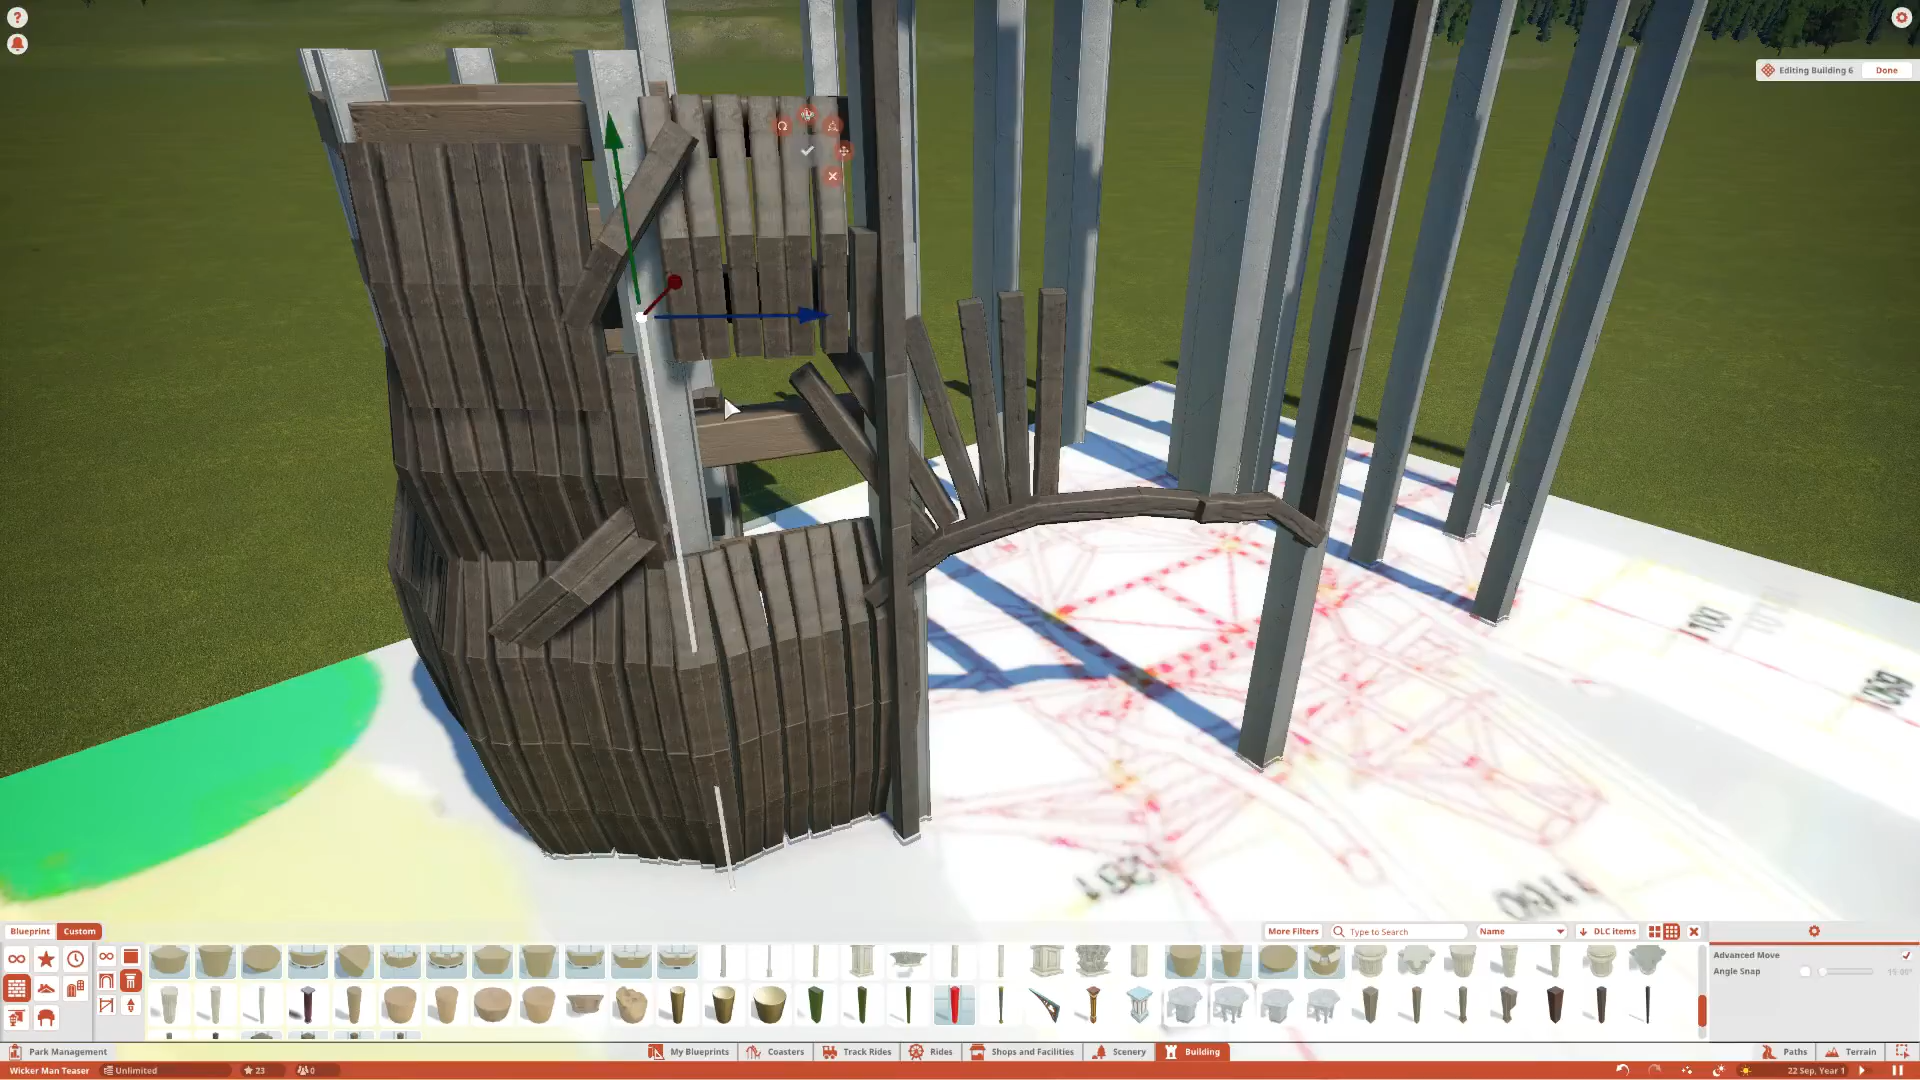 Editing Building 6
Done
Blueprint
Custom
More Filters
Type to Search
Name
DLC Items
Advanced Move
Angle Snap
15.00°
Park Management
My Blueprints
Coasters
Track Rides
Rides
Shops and Facilities
Scenery
Building
Paths
Terrain
Wicker Man Teaser
Unlimited
23
0
22 Sep, Year 1